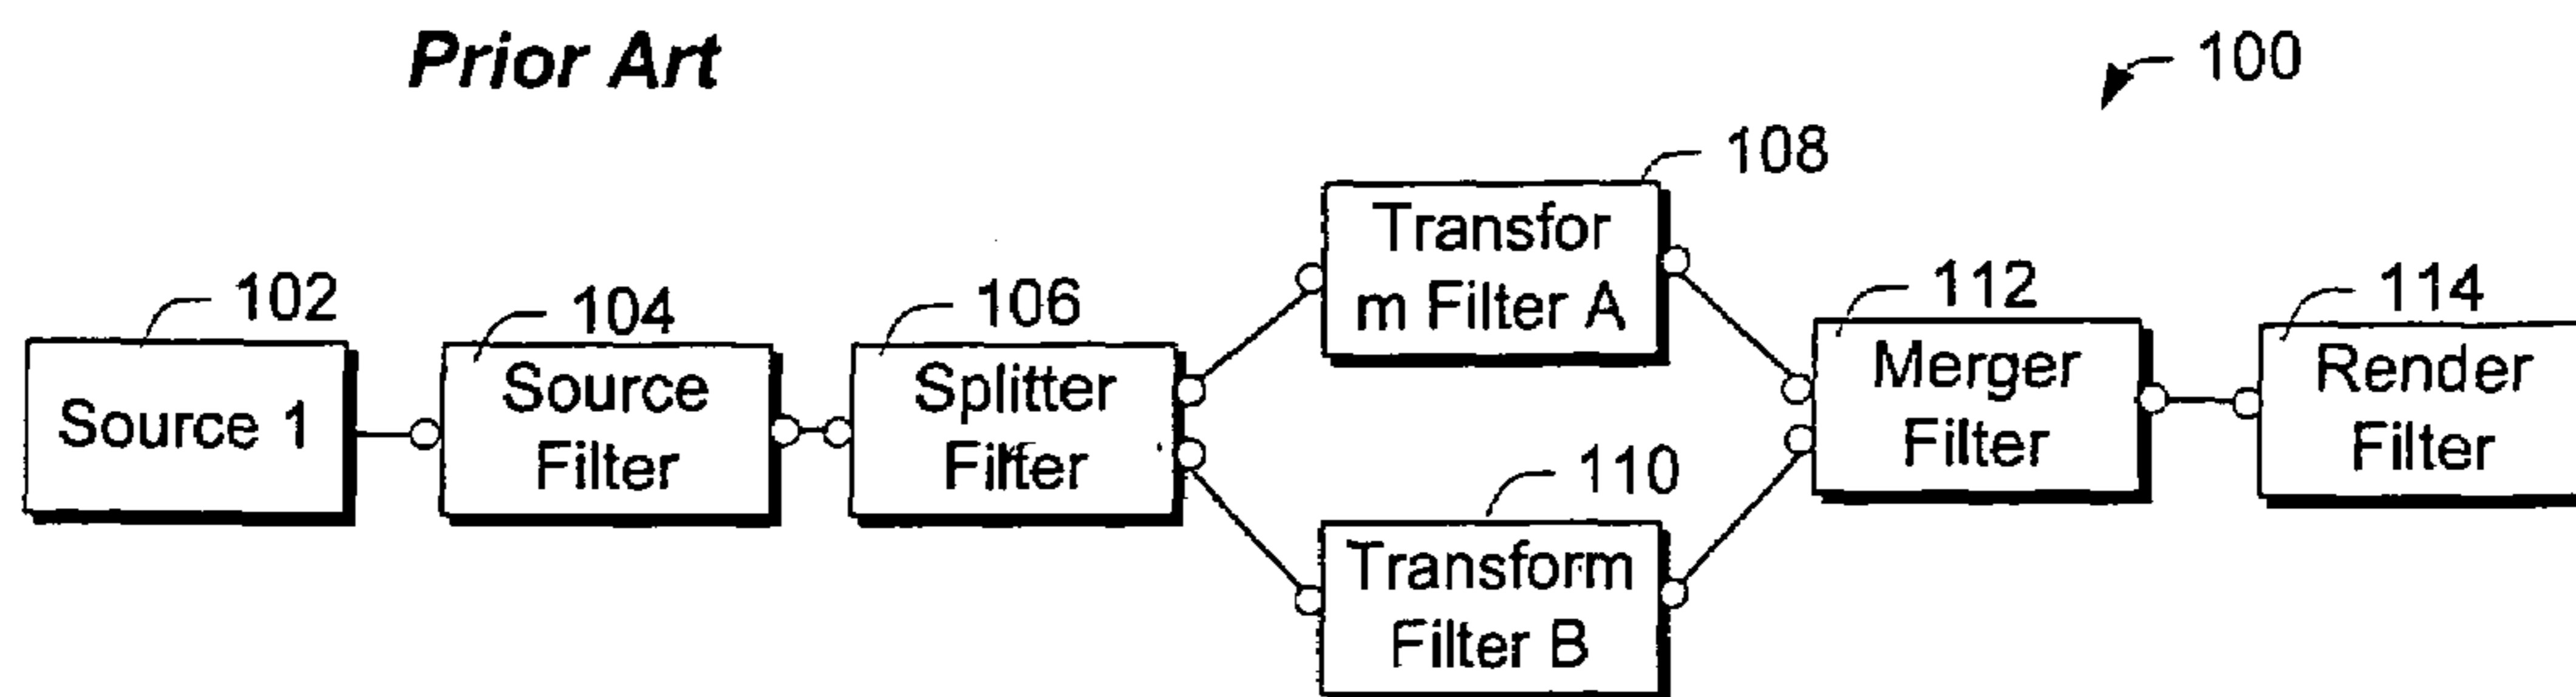 Prior Art
100
108
Transfor
m Filter A
102
Source 1
104
Source
Filter
106
Splitter
Filter
110
Transform
Filter B
112
Merger
Filter
114
Render
Filter